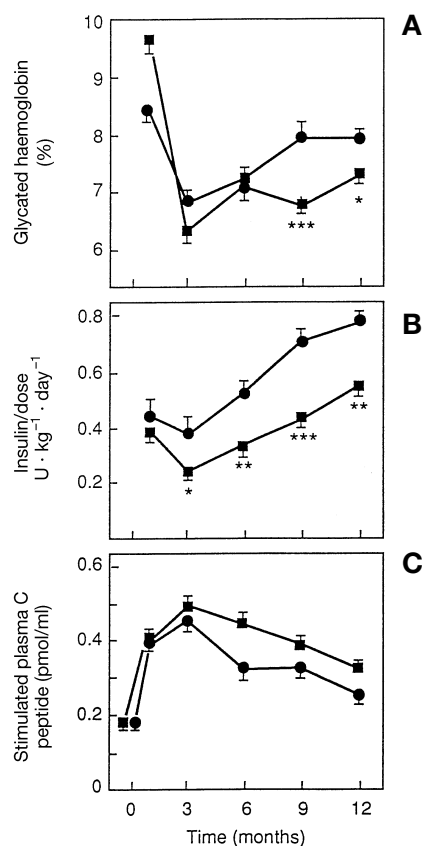 A
10
9
8
7
6
Glycated haemoglobin
(%)
***
*
B
0.8
0.6
0.4
0.2
Insulin/dose
U · kg⁻¹ · day⁻¹
*
**
***
**
C
0.6
0.4
0.2
0
Stimulated plasma C
peptide (pmol/ml)
0 3 6 9 12
Time (months)